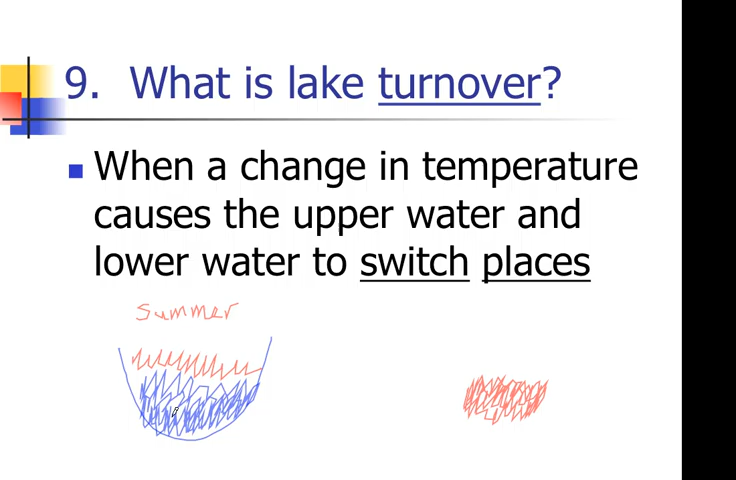 9. What is lake turnover?
When a change in temperature
causes the upper water and
lower water to switch places
Summer